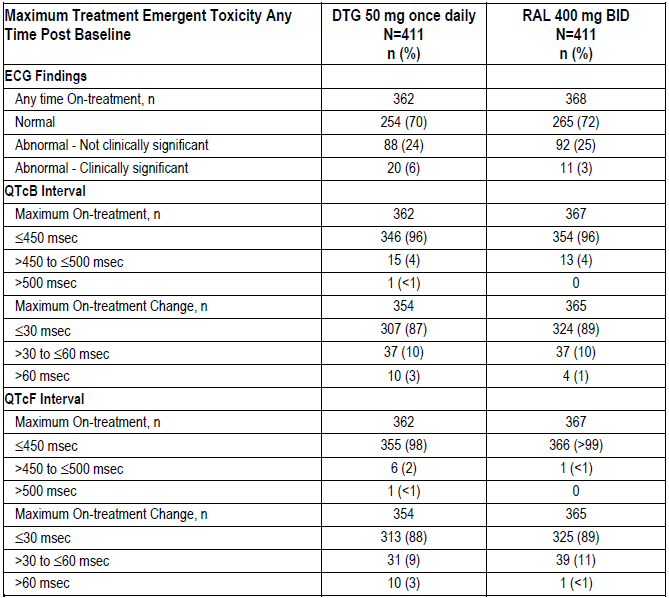 Maximum Treatment Emergent Toxicity Any Time Post Baseline DTG 50 mg once daily N=411 n (%) RAL 400 mg BID N=411 n (%)
ECG Findings
Any time On-treatment, n 362 368
Normal 254 (70) 265 (72)
Abnormal - Not clinically significant 88 (24) 92 (25)
Abnormal - Clinically significant 20 (6) 11 (3)
QTcB Interval
Maximum On-treatment, n 362 367
≤450 msec 346 (96) 354 (96)
>450 to ≤500 msec 15 (4) 13 (4)
>500 msec 1 (<1) 0
Maximum On-treatment Change, n 354 365
≤30 msec 307 (87) 324 (89)
>30 to ≤60 msec 37 (10) 37 (10)
>60 msec 10 (3) 4 (1)
QTcF Interval
Maximum On-treatment, n 362 367
≤450 msec 355 (98) 366 (>99)
>450 to ≤500 msec 6 (2) 1 (<1)
>500 msec 1 (<1) 0
Maximum On-treatment Change, n 354 365
≤30 msec 313 (88) 325 (89)
>30 to ≤60 msec 31 (9) 39 (11)
>60 msec 10 (3) 1 (<1)